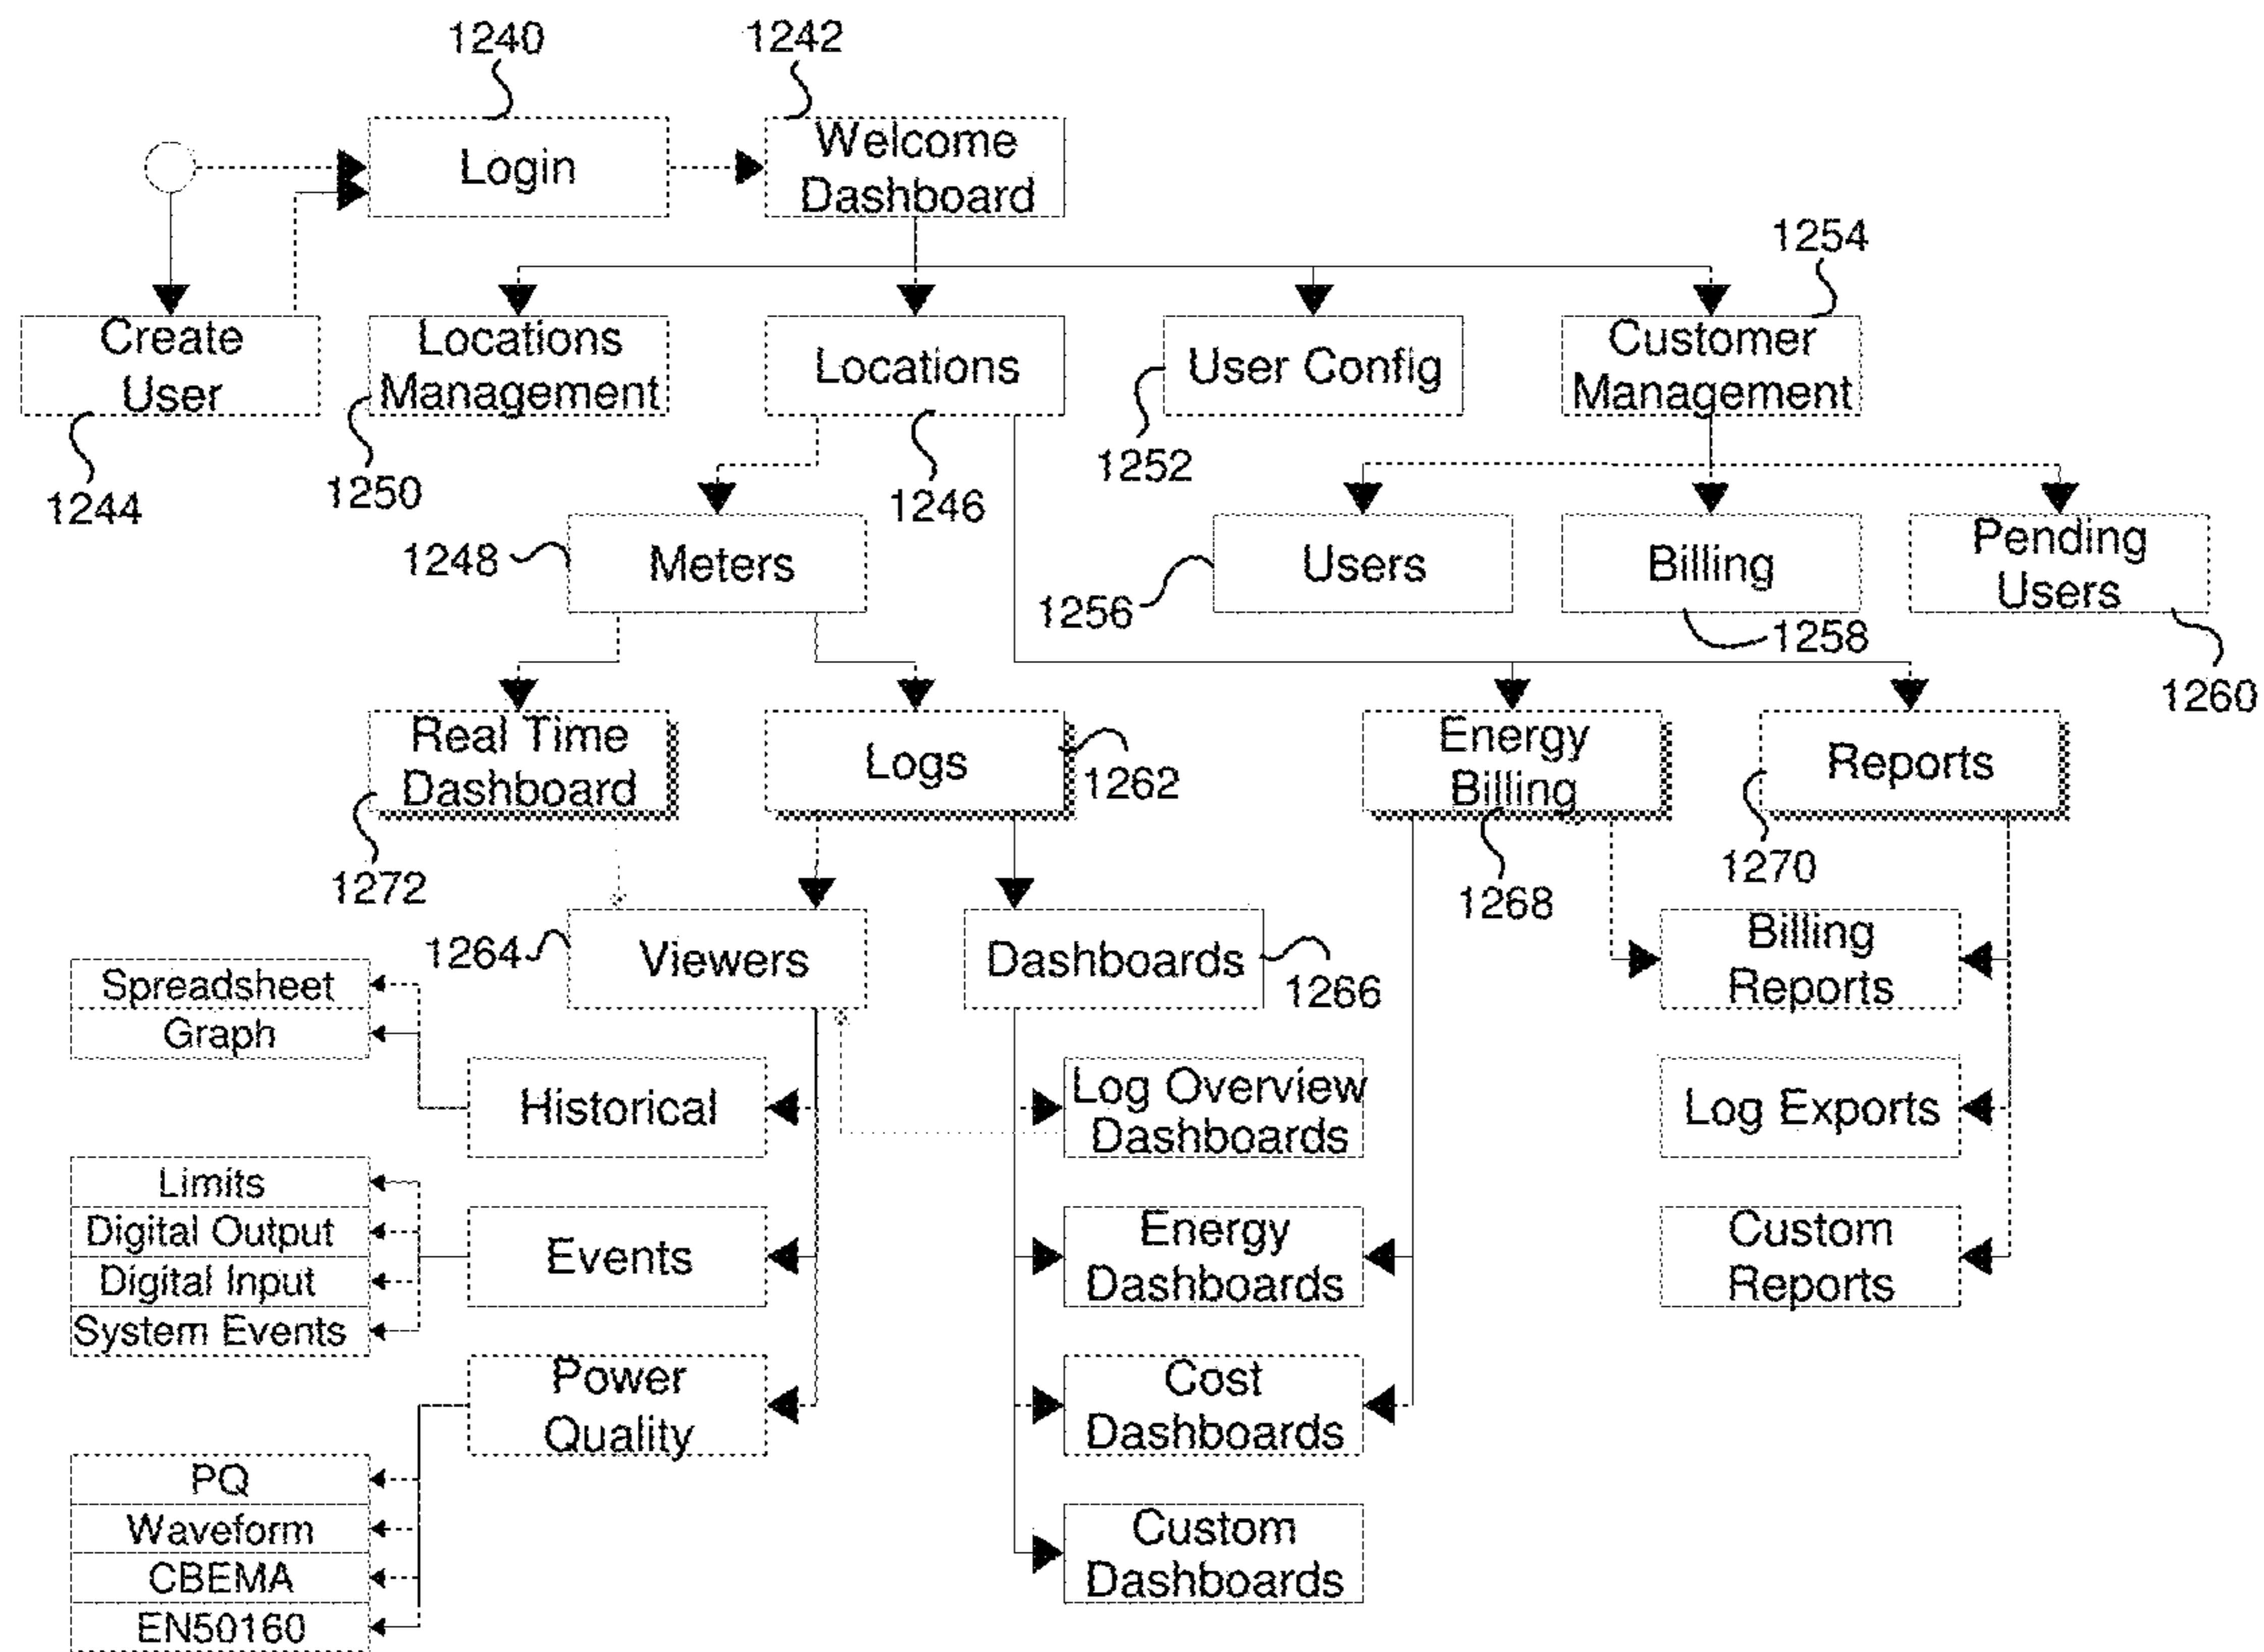 1240
1242
Login
Welcome
Dashboard
1254
Create
User
Locations
Management
Locations
User Config
Customer
Management
1244
1250
1246
1252
1248
Meters
1256
Users
Billing
1258
Pending
Users
1260
Real Time
Dashboard
Logs
1262
Energy
Billing
Reports
1272
1268
1270
1264
Viewers
Dashboards
1266
Billing
Reports
Spreadsheet
Graph
Historical
Log Overview
Dashboards
Log Exports
Limits
Digital Output
Digital Input
System Events
Events
Energy
Dashboards
Custom
Reports
Power
Quality
Cost
Dashboards
PQ
Waveform
CBEMA
EN50160
Custom
Dashboards